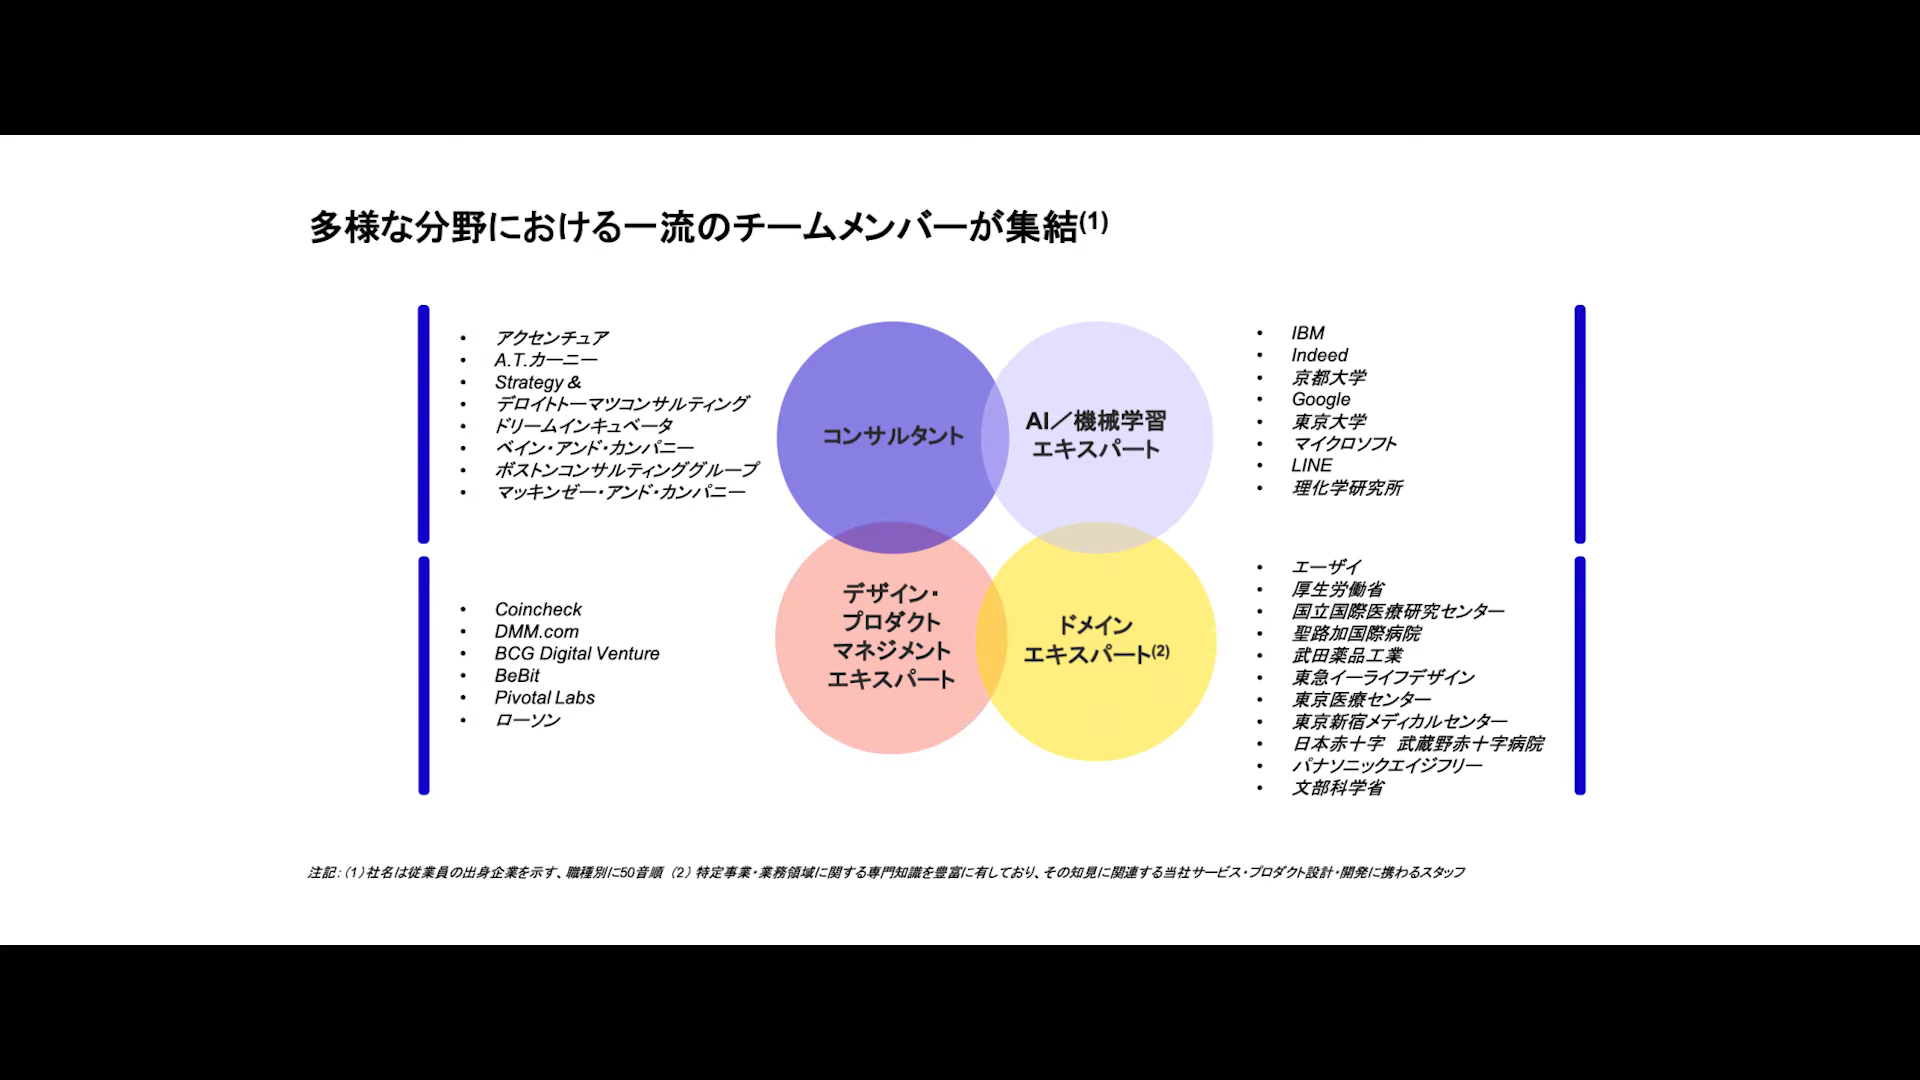 多様な分野における一流のチームメンバーが集結(1)
• アクセンチュア
• A.T.カーニー
• Strategy &
• デロイトトーマツコンサルティング
• ドリームインキュベータ
• ベイン・アンド・カンパニー
• ボストンコンサルティンググループ
• マッキンゼー・アンド・カンパニー
コンサルタント
AI／機械学習
エキスパート
• IBM
• Indeed
• 京都大学
• Google
• 東京大学
• マイクロソフト
• LINE
• 理化学研究所
• Coincheck
• DMM.com
• BCG Digital Venture
• BeBit
• Pivotal Labs
• ローソン
デザイン・
プロダクト
マネジメント
エキスパート
ドメイン
エキスパート(2)
• エーザイ
• 厚生労働省
• 国立国際医療研究センター
• 聖路加国際病院
• 武田薬品工業
• 東急イーライフデザイン
• 東京医療センター
• 東京新宿メディカルセンター
• 日本赤十字　武蔵野赤十字病院
• パナソニックエイジフリー
• 文部科学省
注記：（1）社名は従業員の出身企業を示す、職種別に50音順（2）特定事業・業務領域に関する専門知識を豊富に有しており、その知見に関連する当社サービス・プロダクト設計・開発に携わるスタッフ